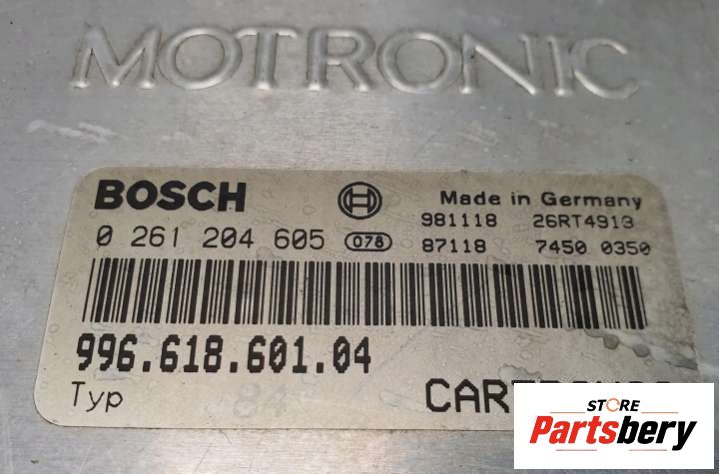 MOTRONIC
BOSCH Made in Germany
0 261 204 605 078 981118 26RT4913
87118 7450 0350
996.618.601.04
Typ 84
STORE
Partsbery